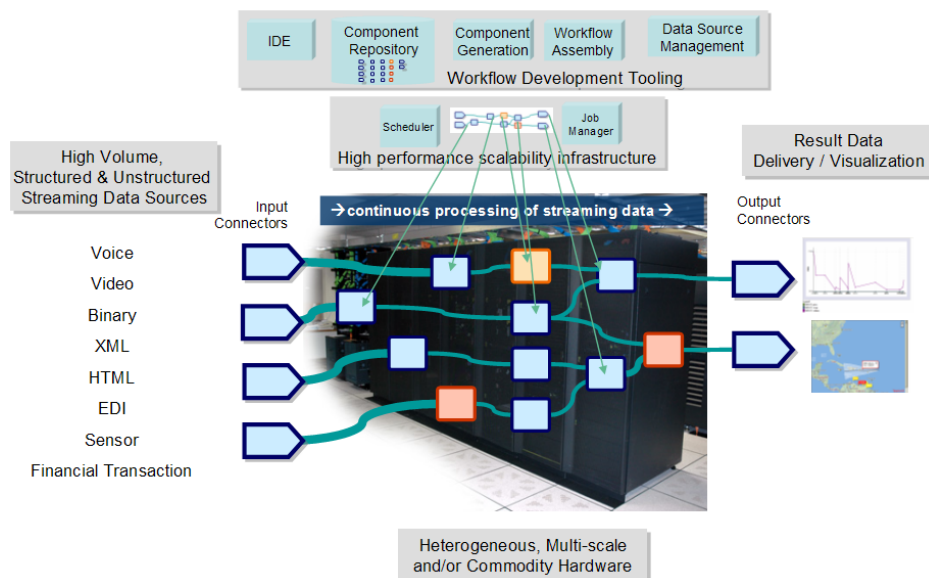 IDE
Component
Repository
Component
Generation
Workflow
Assembly
Data Source
Management
Workflow Development Tooling
Scheduler
Job
Manager
High performance scalability infrastructure
High Volume,
Structured & Unstructured
Streaming Data Sources
Result Data
Delivery / Visualization
Input
Connectors
→continuous processing of streaming data→
Output
Connectors
Voice
Video
Binary
XML
HTML
EDI
Sensor
Financial Transaction
Heterogeneous, Multi-scale
and/or Commodity Hardware